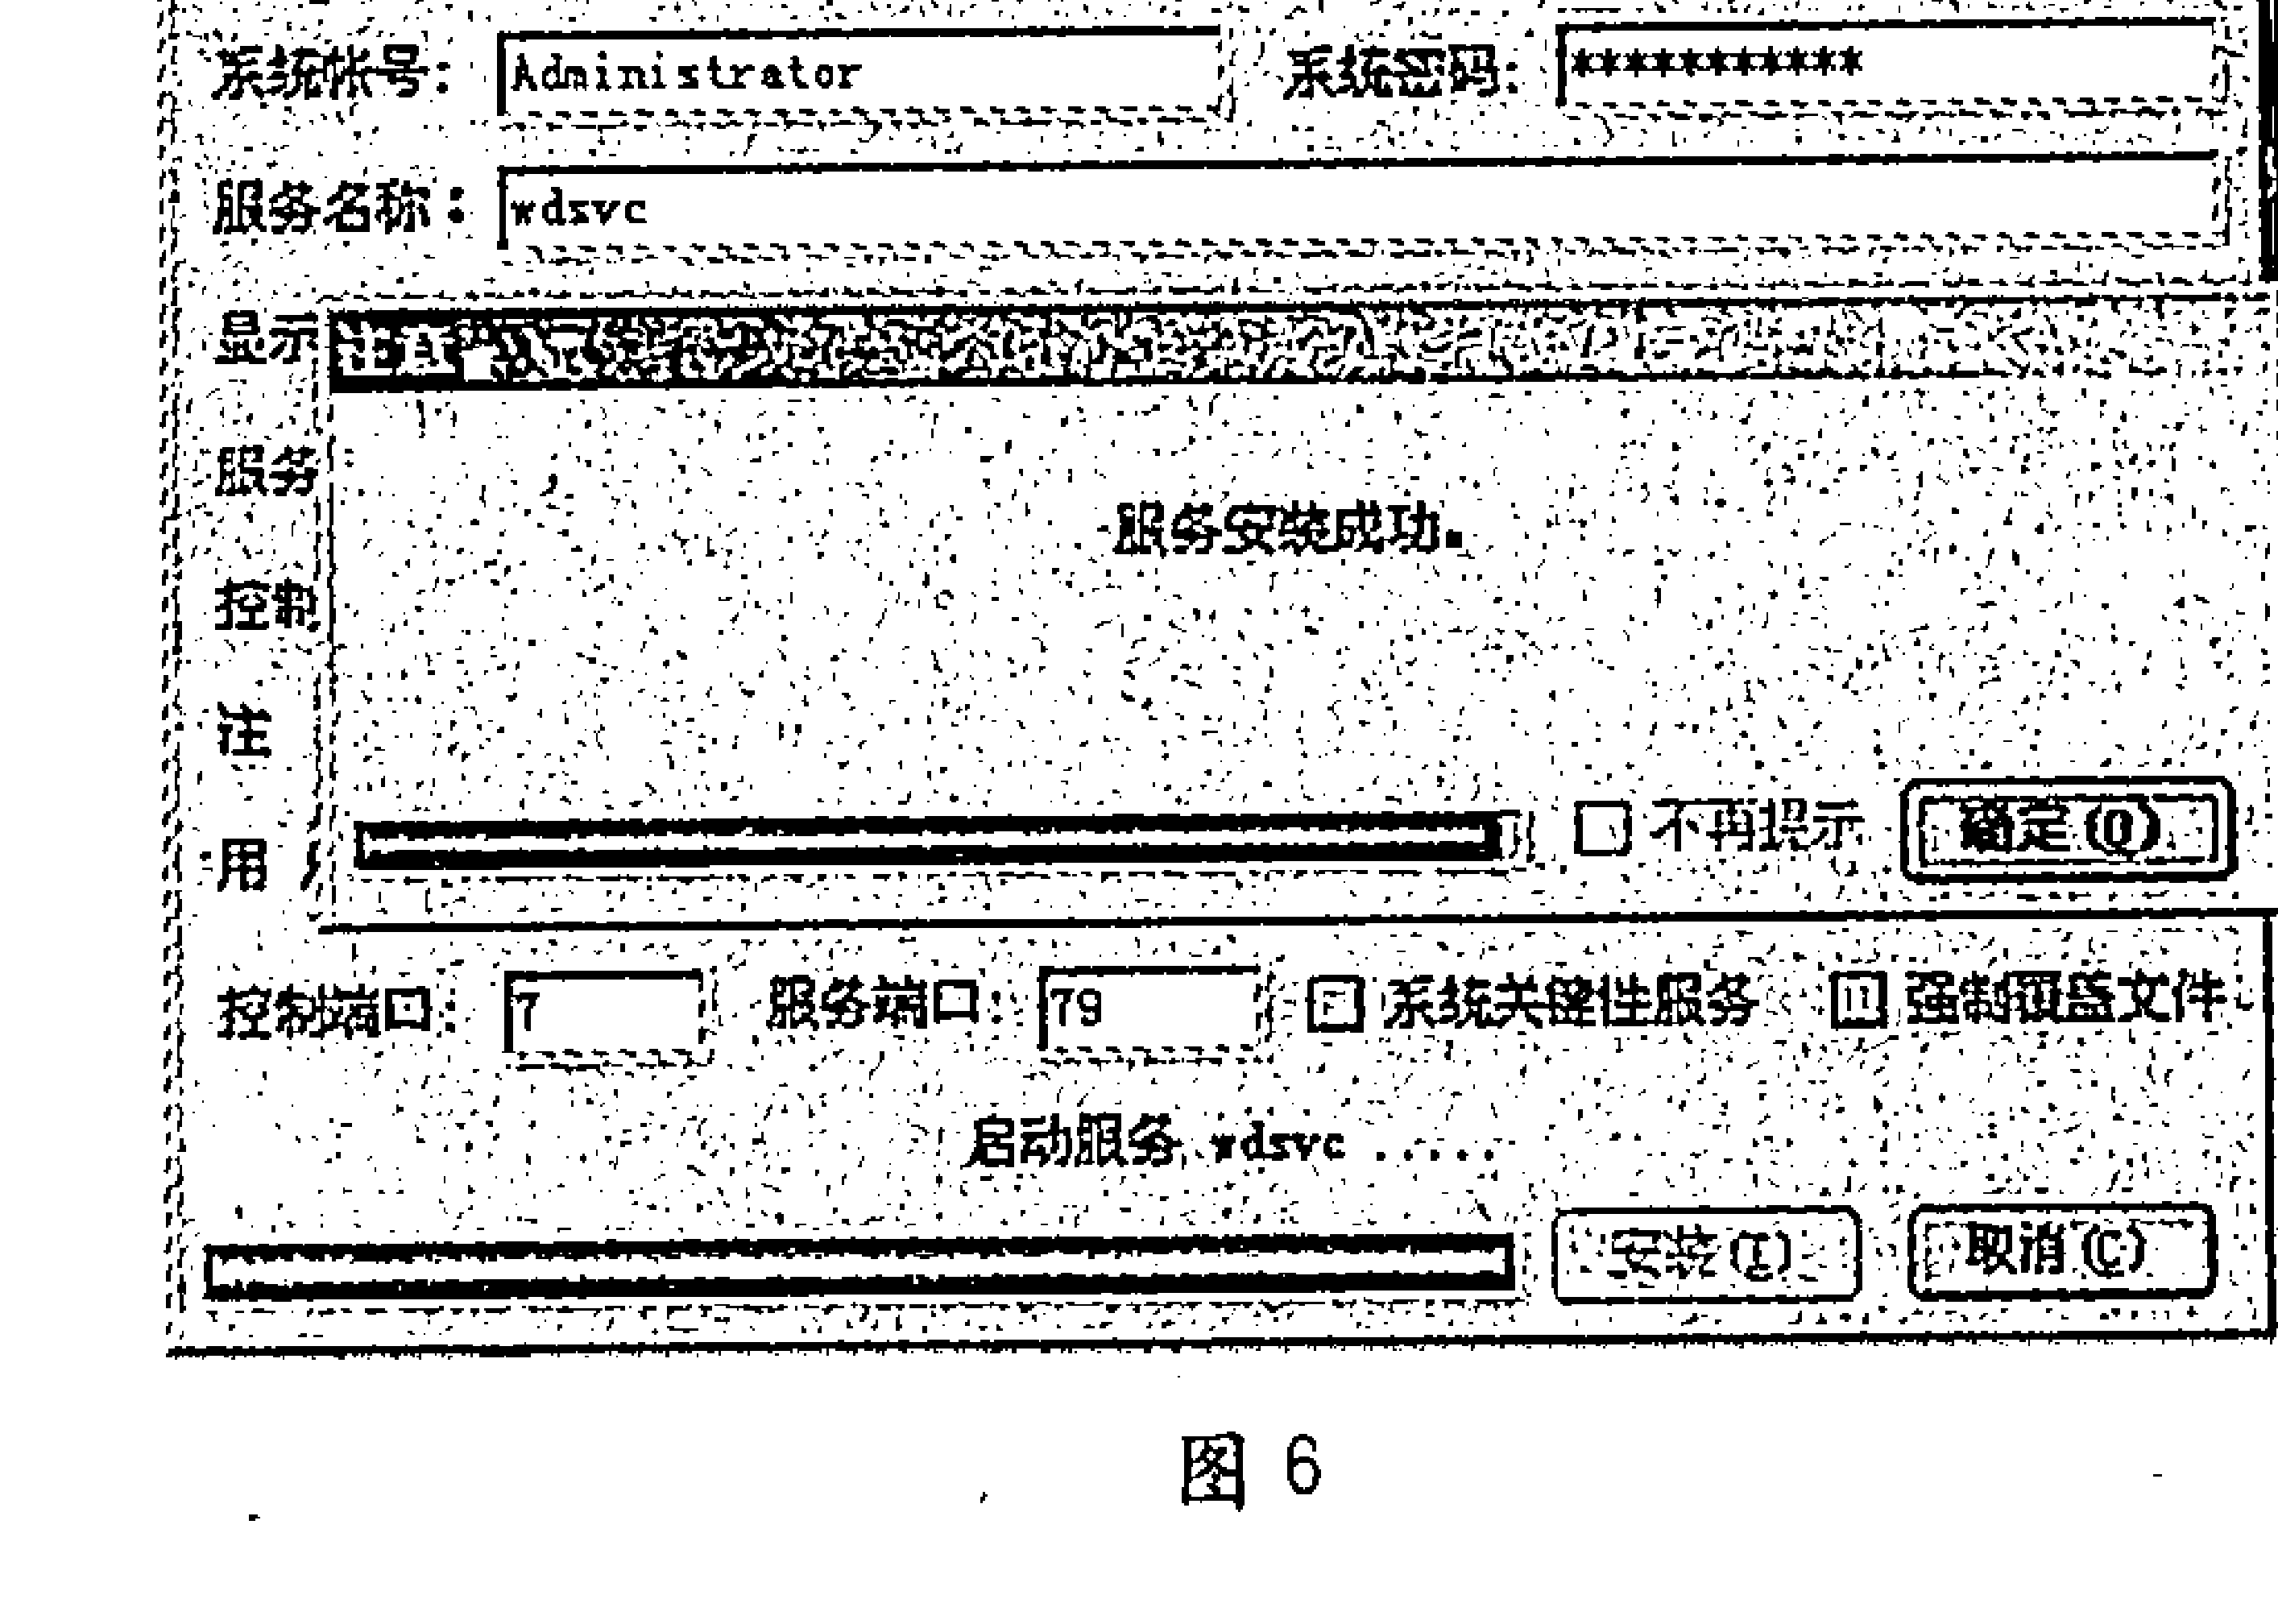 系统帐号： Administrator 系统密码： ***********
服务名称： wdsvc
显示
服务
服务安装成功.
控制
注
用
不再提示 确定(O)
控制端口： 7 服务端口： 79 系统关键性服务 强制覆盖文件
启动服务 wdsvc .....
安装(I) 取消(C)
图 6